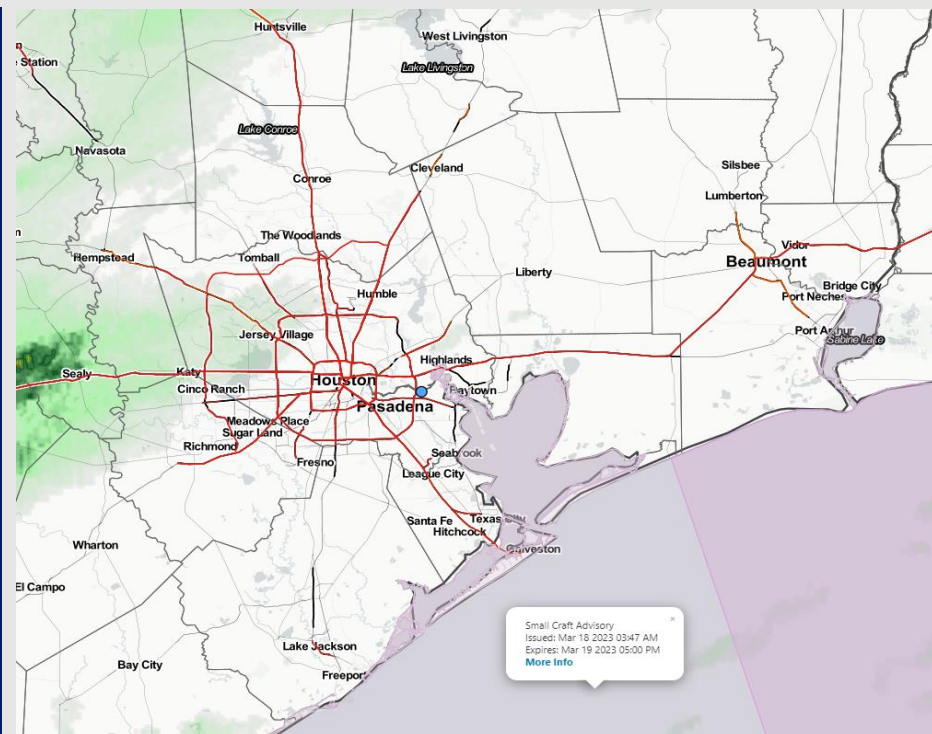 Huntsville
West Livingston
Station
Lake Livingston
Lake Conroe
Navasota
Cleveland
Silsbee
Conroe
Lumberton
The Woodlands
Vidor
Hempstead
Tomball
Beaumont
Liberty
Bridge City
Humble
Port Neches
Jersey Village
Port Arthur
Sabine Lake
Highlands
Sealy
Katy
Houston
Cinco Ranch
Baytown
Pasadena
Meadows Place
Sugar Land
Richmond
Seabrook
Fresno
League City
Santa Fe
Texas City
Hitchcock
Wharton
Galveston
El Campo
Small Craft Advisory
×
Issued: Mar 18 2023 03:47 AM
Expires: Mar 19 2023 05:00 PM
More Info
Lake Jackson
Bay City
Freeport